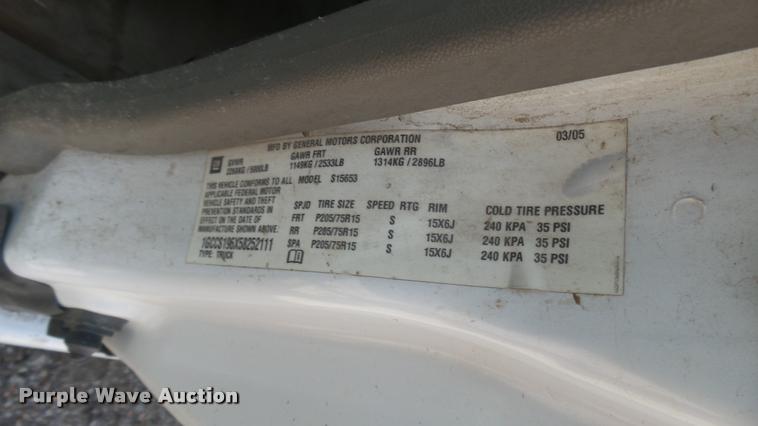 MFD BY GENERAL MOTORS CORPORATION 03/05
GM GVWR GAWR FRT GAWR RR
2268KG / 5000LB 1149KG / 2533LB 1314KG / 2896LB
THIS VEHICLE CONFORMS TO ALL MODEL S15653
APPLICABLE FEDERAL MOTOR
VEHICLE SAFETY AND THEFT
PREVENTION STANDARDS IN
EFFECT ON THE DATE OF
MANUFACTURE SHOWN ABOVE.
1GCCS196X58252111
TYPE: TRUCK
SPJD TIRE SIZE SPEED RTG RIM COLD TIRE PRESSURE
FRT P205/75R15 S 15X6J 240 KPA 35 PSI
RR P205/75R15 S 15X6J 240 KPA 35 PSI
SPA P205/75R15 S 15X6J 240 KPA 35 PSI
Purple Wave Auction